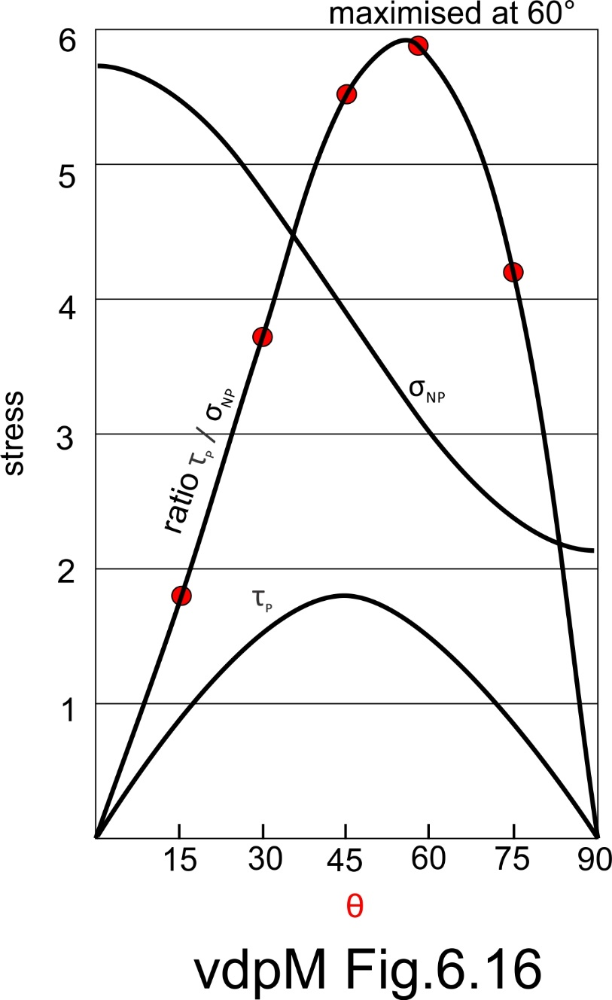 maximised at 60°
6
5
4
3
2
1
stress
ratio τP / σNP
σNP
τP
15 30 45 60 75 90
θ
vdpM Fig.6.16